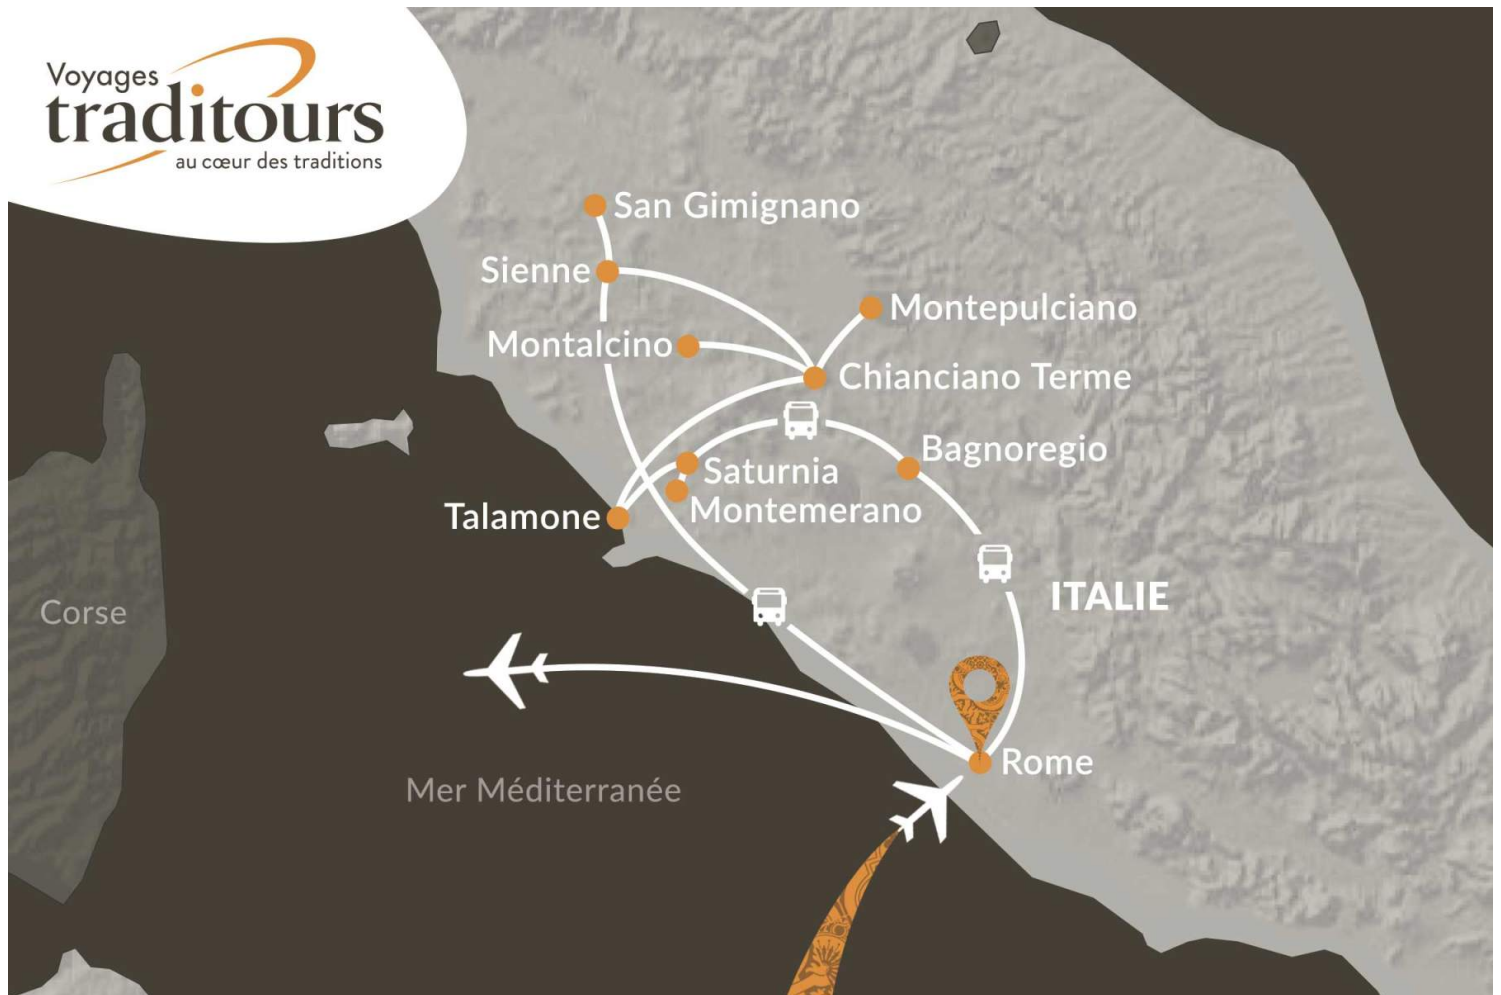 Voyages
traditours
au cœur des traditions
San Gimignano
Sienne
Montepulciano
Montalcino
Chianciano Terme
Bagnoregio
Saturnia
Montemerano
Talamone
ITALIE
Corse
Rome
Mer Méditerranée